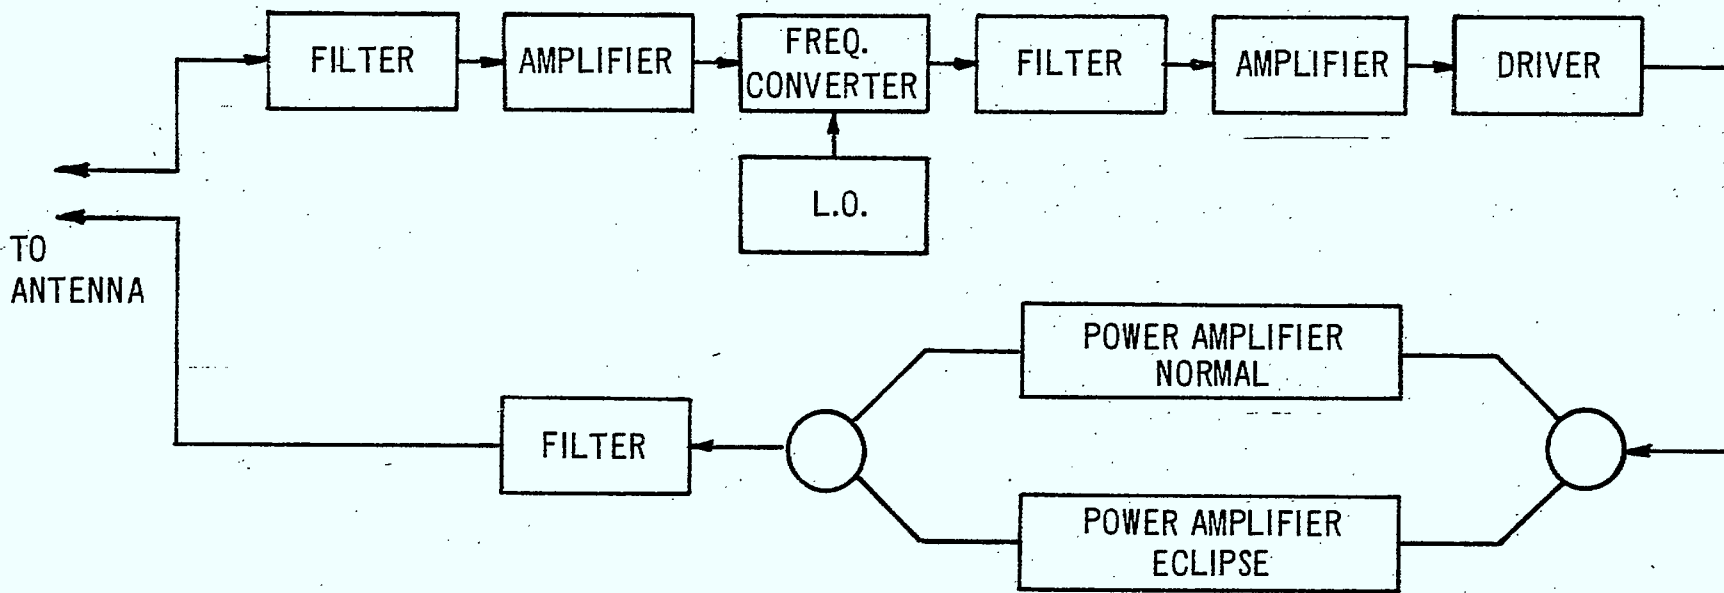 FILTER
AMPLIFIER
FREQ.
CONVERTER
FILTER
AMPLIFIER
DRIVER
L.O.
TO
ANTENNA
POWER AMPLIFIER
NORMAL
FILTER
POWER AMPLIFIER
ECLIPSE